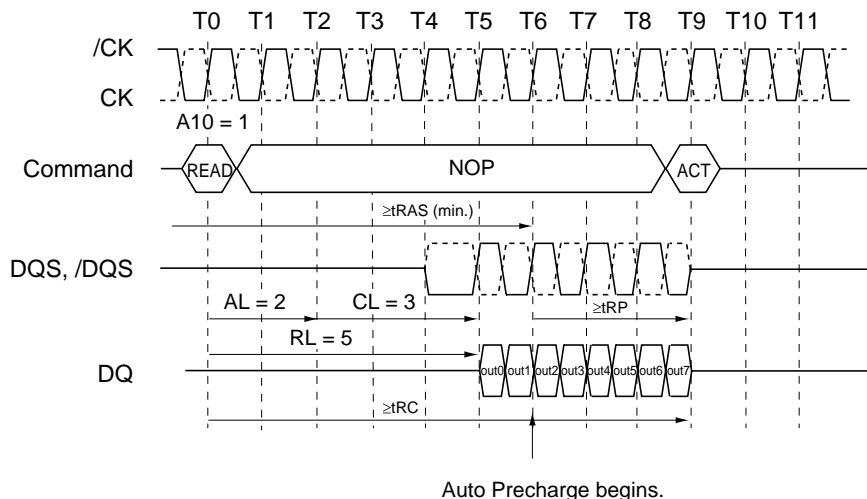 T0 T1 T2 T3 T4 T5 T6 T7 T8 T9 T10 T11
/CK
CK
A10 = 1
Command READ NOP ACT
≥tRAS (min.)
DQS, /DQS
AL = 2 CL = 3 ≥tRP
RL = 5
DQ out0 out1 out2 out3 out4 out5 out6 out7
≥tRC
Auto Precharge begins.